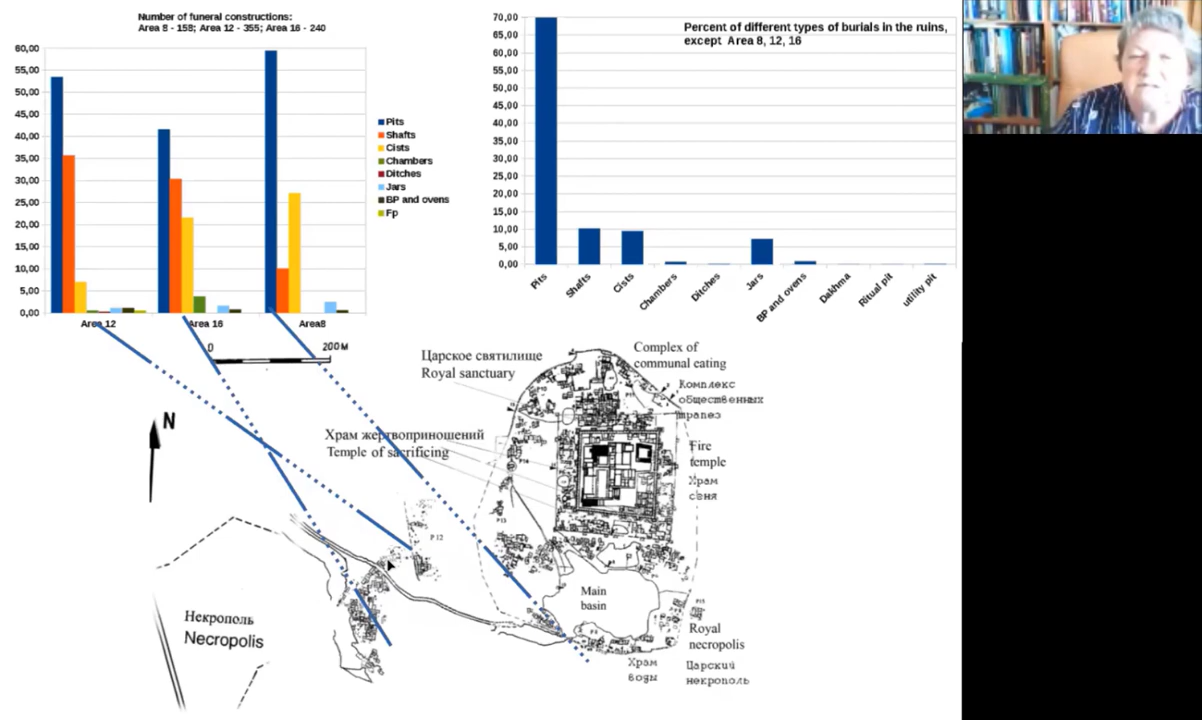 Number of funeral constructions:
Area 8 - 158; Area 12 - 355; Area 16 - 240
60,00
55,00
50,00
45,00
40,00
35,00
30,00
25,00
20,00
15,00
10,00
5,00
0,00
Area 12
Area 16
Area8
Pits
Shafts
Cists
Chambers
Ditches
Jars
BP and ovens
Fp
Percent of different types of burials in the ruins,
except Area 8, 12, 16
70,00
65,00
60,00
55,00
50,00
45,00
40,00
35,00
30,00
25,00
20,00
15,00
10,00
5,00
0,00
Pits
Shafts
Cists
Chambers
Ditches
Jars
BP and ovens
Dakhma
Ritual pit
utility pit
0
200 М
N
Царское святилище
Royal sanctuary
Complex of
communal eating
Комплекс
общественных
трапез
Храм жертвоприношений
Temple of sacrificing
Fire
temple
Храм
P 12
Main
basin
Некрополь
Necropolis
Royal
necropolis
Храм
воды
Царский
некрополь